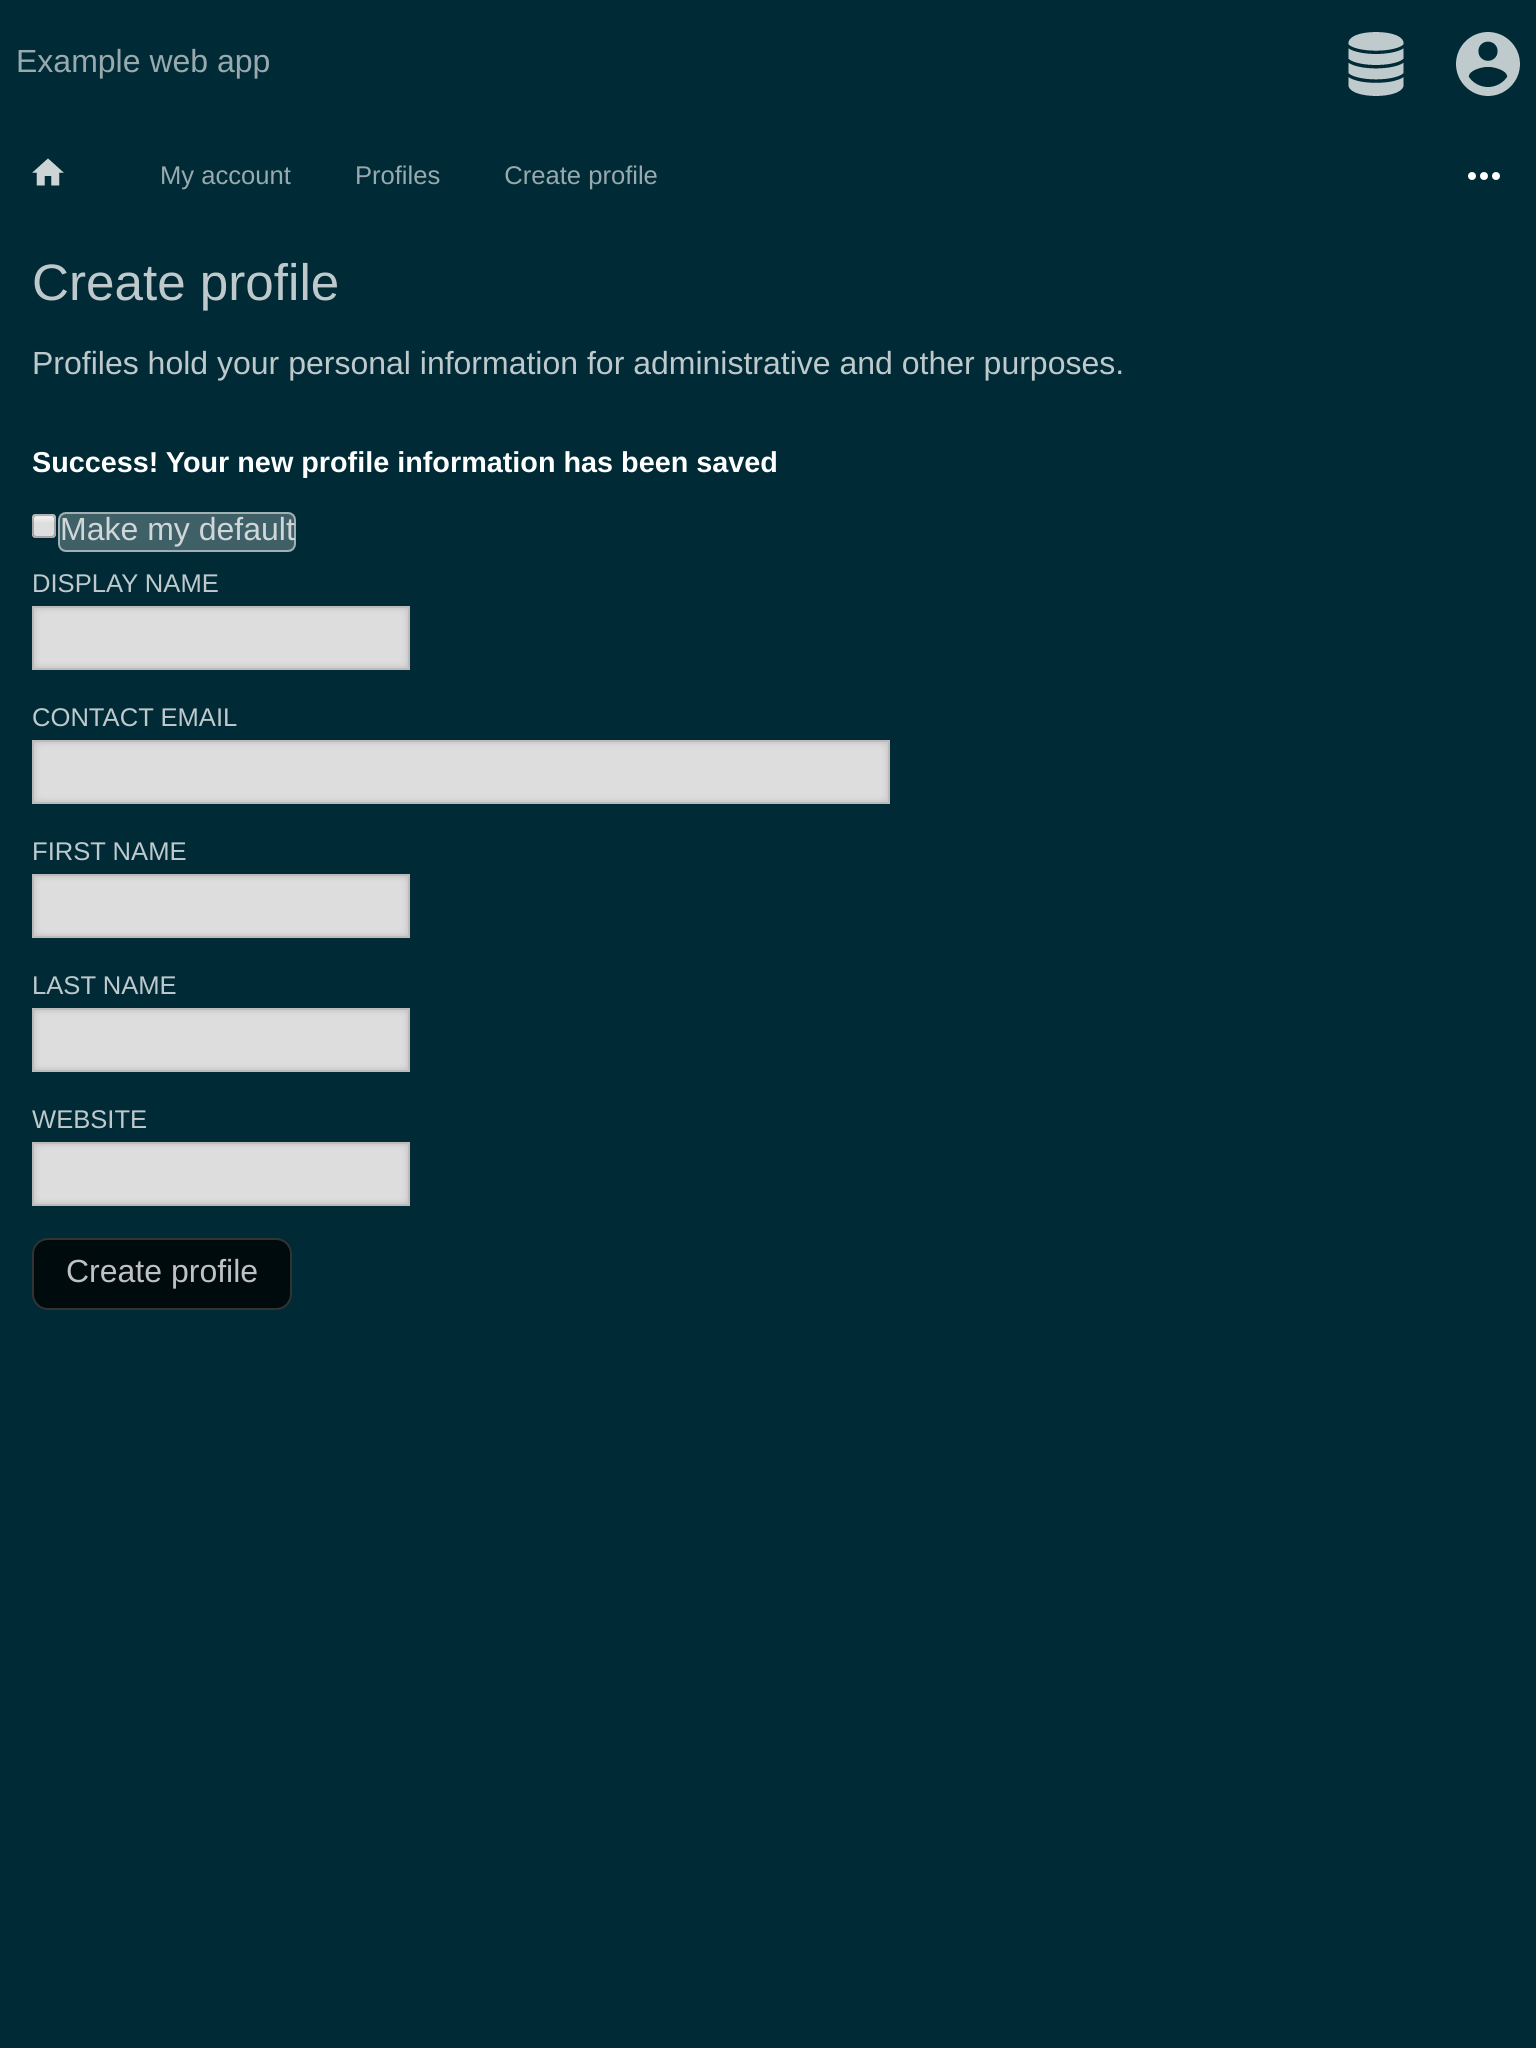 Example web app
My account Profiles Create profile
Create profile
Profiles hold your personal information for administrative and other purposes.
Success! Your new profile information has been saved
Make my default
DISPLAY NAME
CONTACT EMAIL
FIRST NAME
LAST NAME
WEBSITE
Create profile